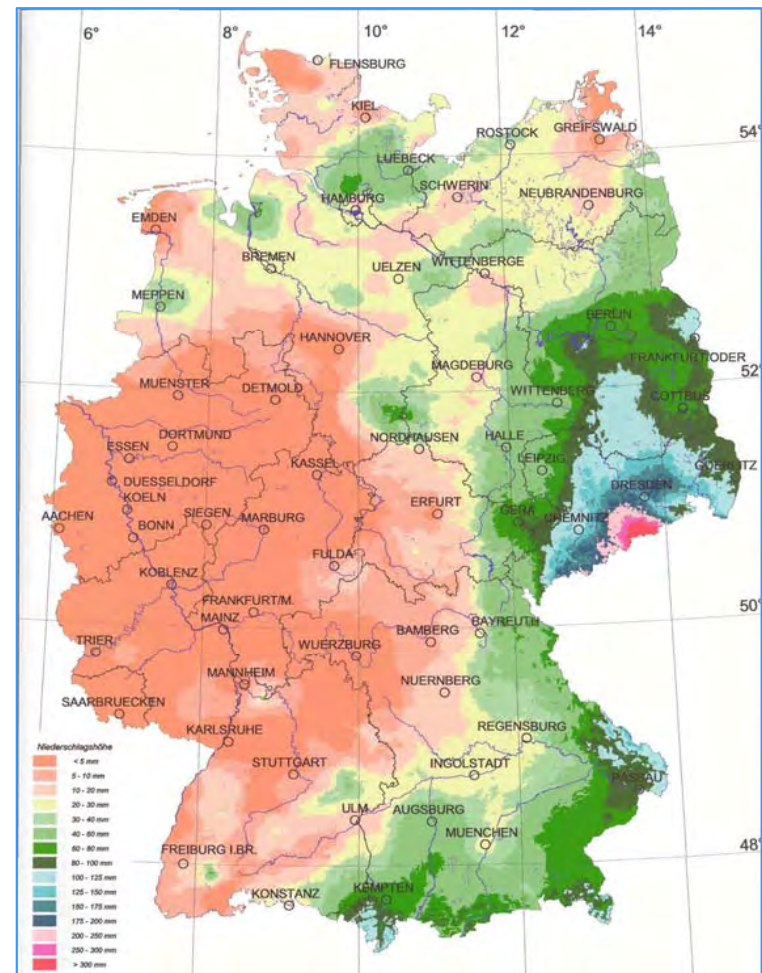 6°
8°
10°
12°
14°
FLENSBURG
KIEL
54°
ROSTOCK
GREIFSWALD
LUEBECK
SCHWERIN
NEUBRANDENBURG
HAMBURG
EMDEN
BREMEN
UELZEN
WITTENBERGE
MEPPEN
BERLIN
HANNOVER
FRANKFURT/ODER
MAGDEBURG
52°
MUENSTER
DETMOLD
WITTENBERG
COTTBUS
DORTMUND
NORDHAUSEN
HALLE
ESSEN
KASSEL
LEIPZIG
GOERLITZ
DUESSELDORF
DRESDEN
KOELN
ERFURT
GERA
AACHEN
SIEGEN
MARBURG
CHEMNITZ
BONN
FULDA
KOBLENZ
FRANKFURT/M.
50°
MAINZ
BAYREUTH
TRIER
WUERZBURG
BAMBERG
MANNHEIM
NUERNBERG
SAARBRUECKEN
KARLSRUHE
REGENSBURG
STUTTGART
INGOLSTADT
PASSAU
ULM
AUGSBURG
MUENCHEN
48°
FREIBURG I.BR.
KONSTANZ
KEMPTEN
Niederschlagshöhe
< 5 mm
5 - 10 mm
10 - 20 mm
20 - 30 mm
30 - 40 mm
40 - 60 mm
60 - 80 mm
80 - 100 mm
100 - 125 mm
125 - 150 mm
150 - 175 mm
175 - 200 mm
200 - 250 mm
250 - 300 mm
> 300 mm